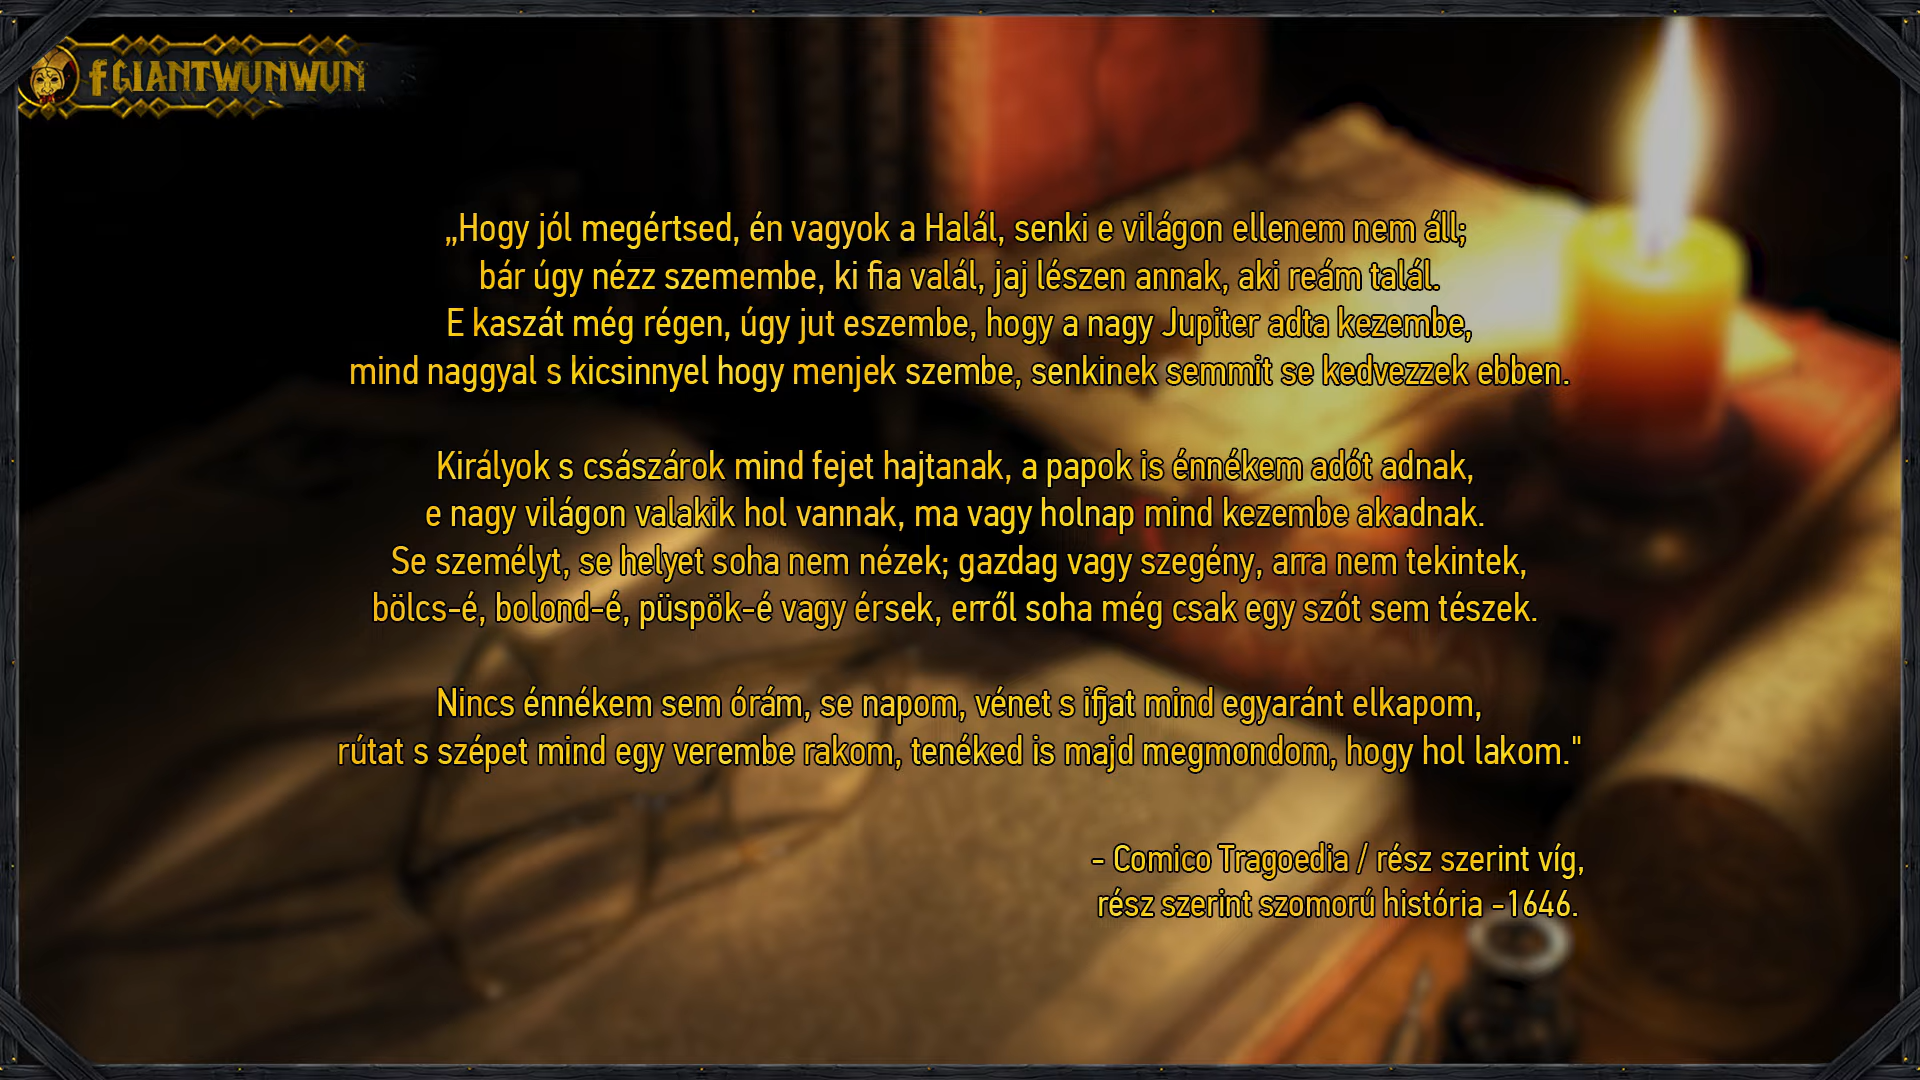 FGIANTWUNWUN
„Hogy jól megértsed, én vagyok a Halál, senki e világon ellenem nem áll;
bár úgy nézz szemembe, ki fia valál, jaj lészen annak, aki reám talál.
E kaszát még régen, úgy jut eszembe, hogy a nagy Jupiter adta kezembe,
mind naggyal s kicsinnyel hogy menjek szembe, senkinek semmit se kedvezzek ebben.
Királyok s császárok mind fejet hajtanak, a papok is énnékem adót adnak,
e nagy világon valakik hol vannak, ma vagy holnap mind kezembe akadnak.
Se személyt, se helyet soha nem nézek; gazdag vagy szegény, arra nem tekintek,
bölcs-é, bolond-é, püspök-é vagy érsek, erről soha még csak egy szót sem tészek.
Nincs énnékem sem órám, se napom, vénet s ifjat mind egyaránt elkapom,
rútat s szépet mind egy verembe rakom, tenéked is majd megmondom, hogy hol lakom."
- Comico Tragoedia / rész szerint víg,
rész szerint szomorú história -1646.